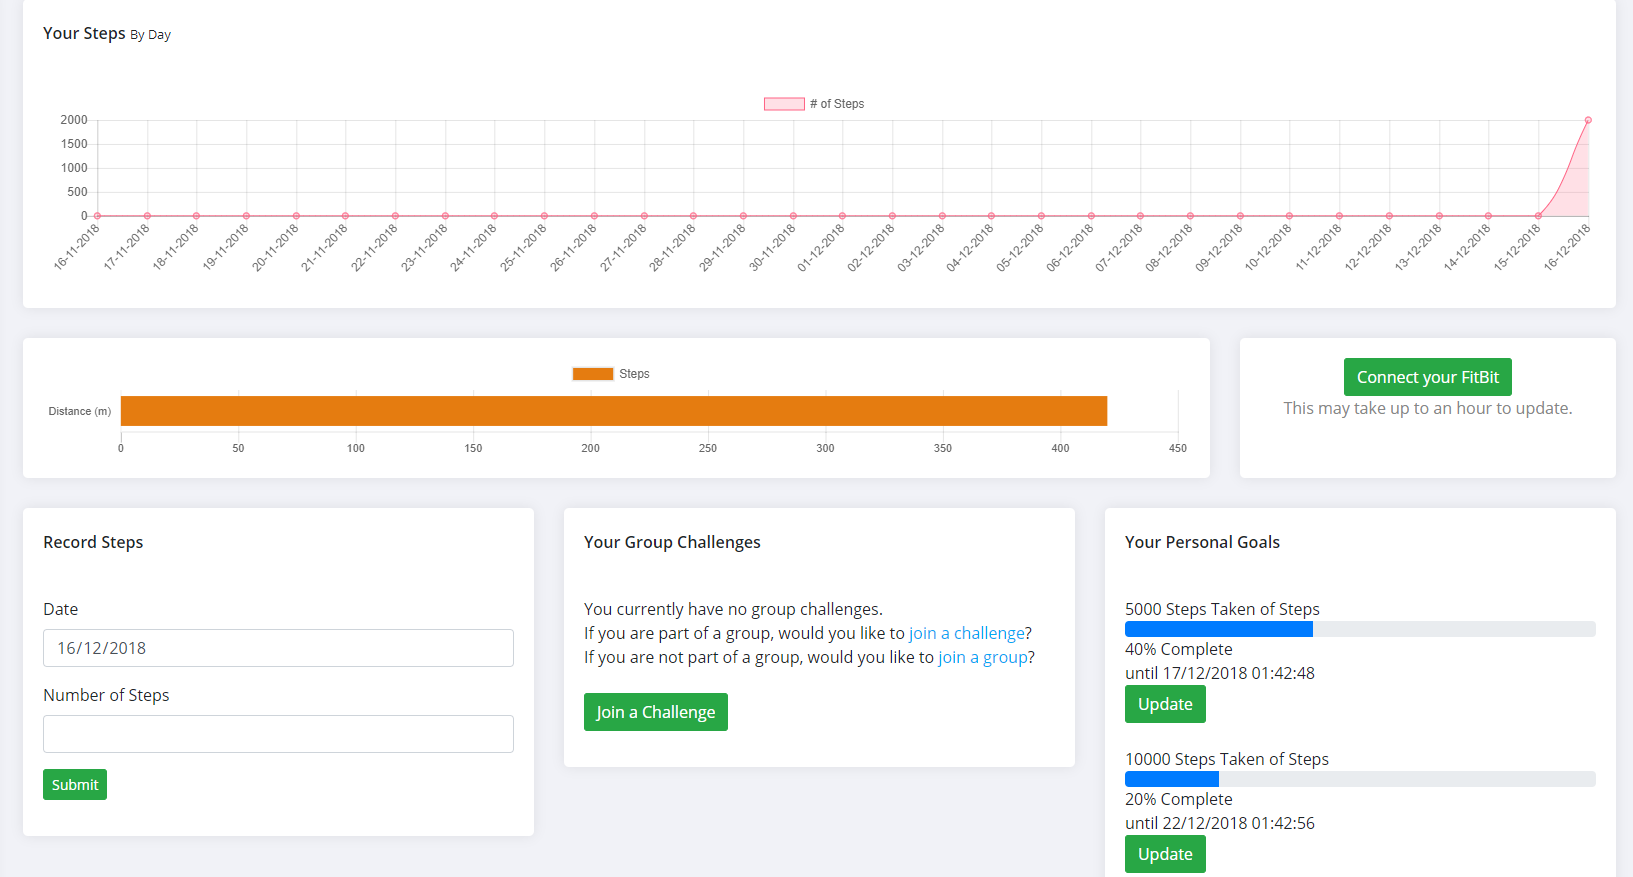 Your Steps By Day
# of Steps
2000
1500
1000
500
0
16-11-2018
17-11-2018
18-11-2018
19-11-2018
20-11-2018
21-11-2018
22-11-2018
23-11-2018
24-11-2018
25-11-2018
26-11-2018
27-11-2018
28-11-2018
29-11-2018
30-11-2018
01-12-2018
02-12-2018
03-12-2018
04-12-2018
05-12-2018
06-12-2018
07-12-2018
08-12-2018
09-12-2018
10-12-2018
11-12-2018
12-12-2018
13-12-2018
14-12-2018
15-12-2018
16-12-2018
Steps
Distance (m)
0 50 100 150 200 250 300 350 400 450
Connect your FitBit
This may take up to an hour to update.
Record Steps
Date
16/12/2018
Number of Steps
Submit
Your Group Challenges
You currently have no group challenges.
If you are part of a group, would you like to join a challenge?
If you are not part of a group, would you like to join a group?
Join a Challenge
Your Personal Goals
5000 Steps Taken of Steps
40% Complete
until 17/12/2018 01:42:48
Update
10000 Steps Taken of Steps
20% Complete
until 22/12/2018 01:42:56
Update